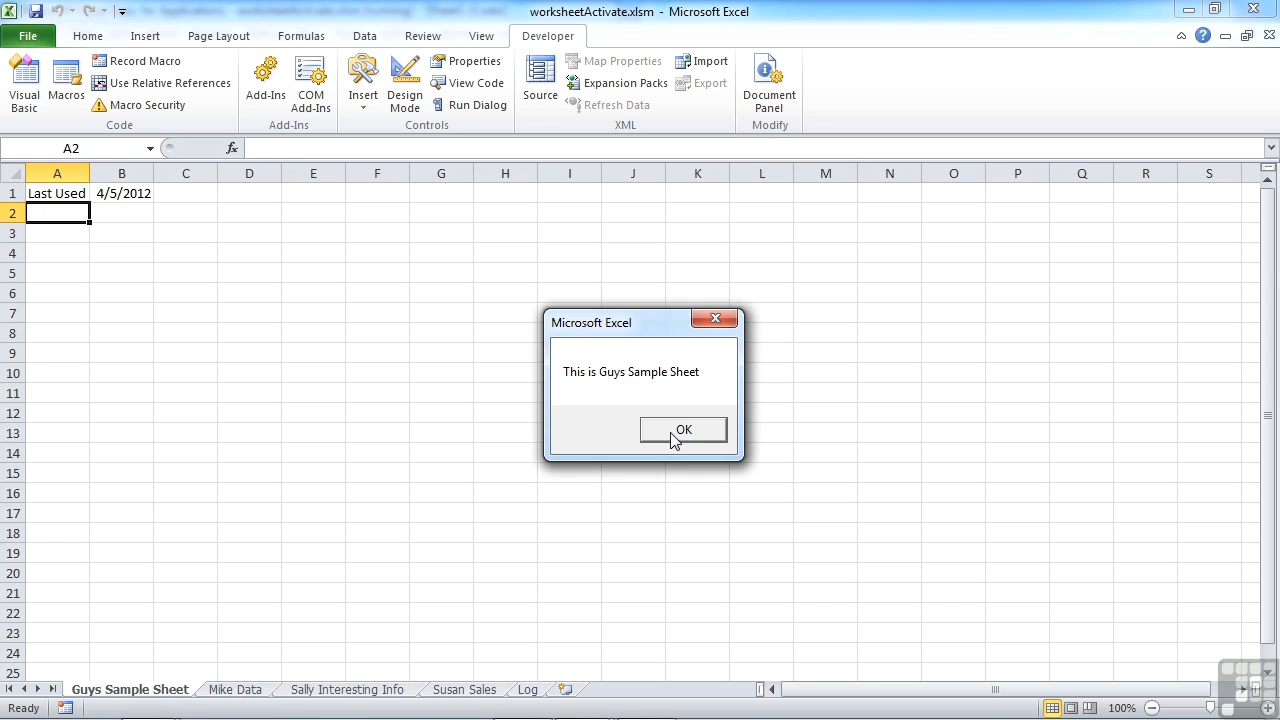 worksheetActivate.xlsm - Microsoft Excel
File Home Insert Page Layout Formulas Data Review View Developer
Visual Basic
Macros
Record Macro
Use Relative References
Macro Security
Code
Add-Ins
COM Add-Ins
Add-Ins
Insert
Design Mode
Properties
View Code
Run Dialog
Controls
Source
Map Properties
Expansion Packs
Refresh Data
Import
Export
XML
Document Panel
Modify
A2 fx
A B C D E F G H I J K L M N O P Q R S
1 Last Used 4/5/2012
2
3
4
5
6
7
8
9
10
11
12
13
14
15
16
17
18
19
20
21
22
23
24
25
Microsoft Excel
This is Guys Sample Sheet
OK
Guys Sample Sheet Mike Data Sally Interesting Info Susan Sales Log
Ready 100%